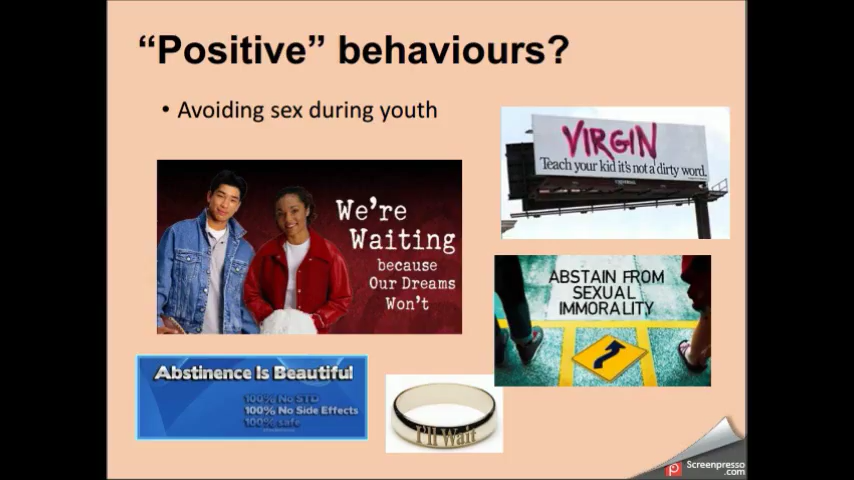 “Positive” behaviours?
• Avoiding sex during youth
VIRGIN
Teach your kid it's not a dirty word.
We're
Waiting
because
Our Dreams
Won't
ABSTAIN FROM
SEXUAL
IMMORALITY
Abstinence Is Beautiful
100% No STD
100% No Side Effects
100% safe
I'll Wait
Screenpresso
.com